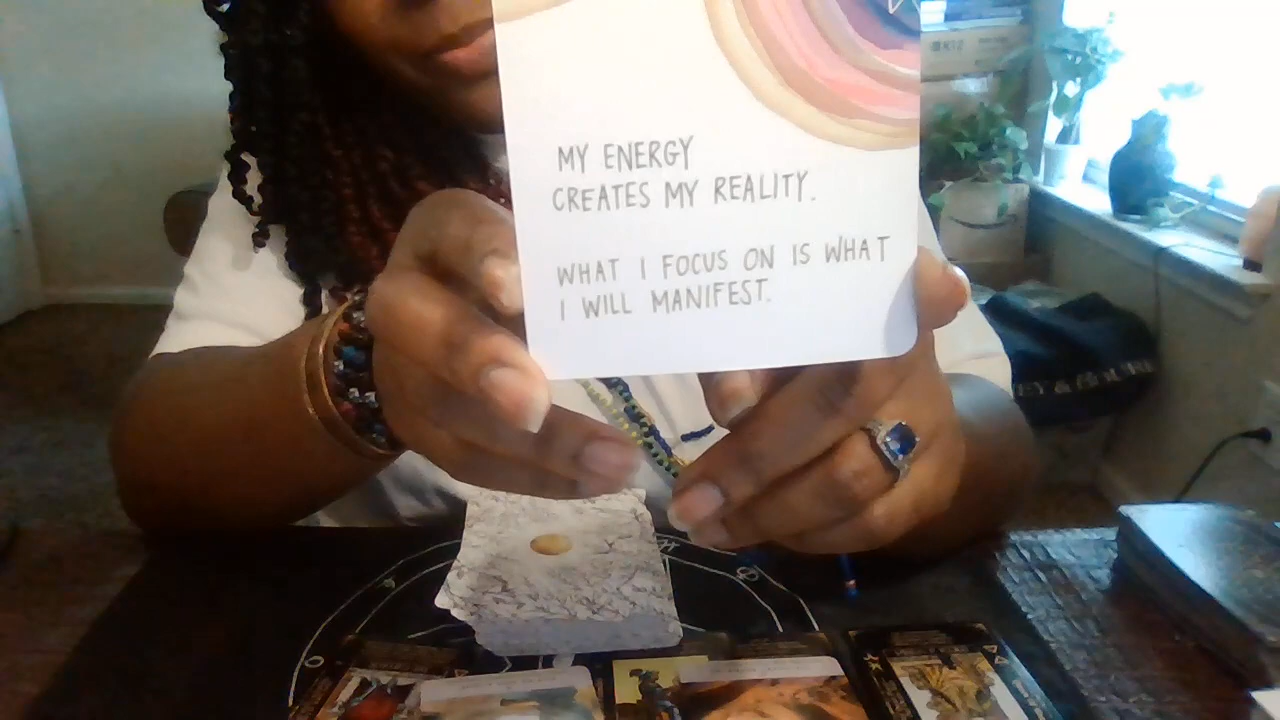 MY ENERGY
CREATES MY REALITY.
WHAT I FOCUS ON IS WHAT
I WILL MANIFEST.